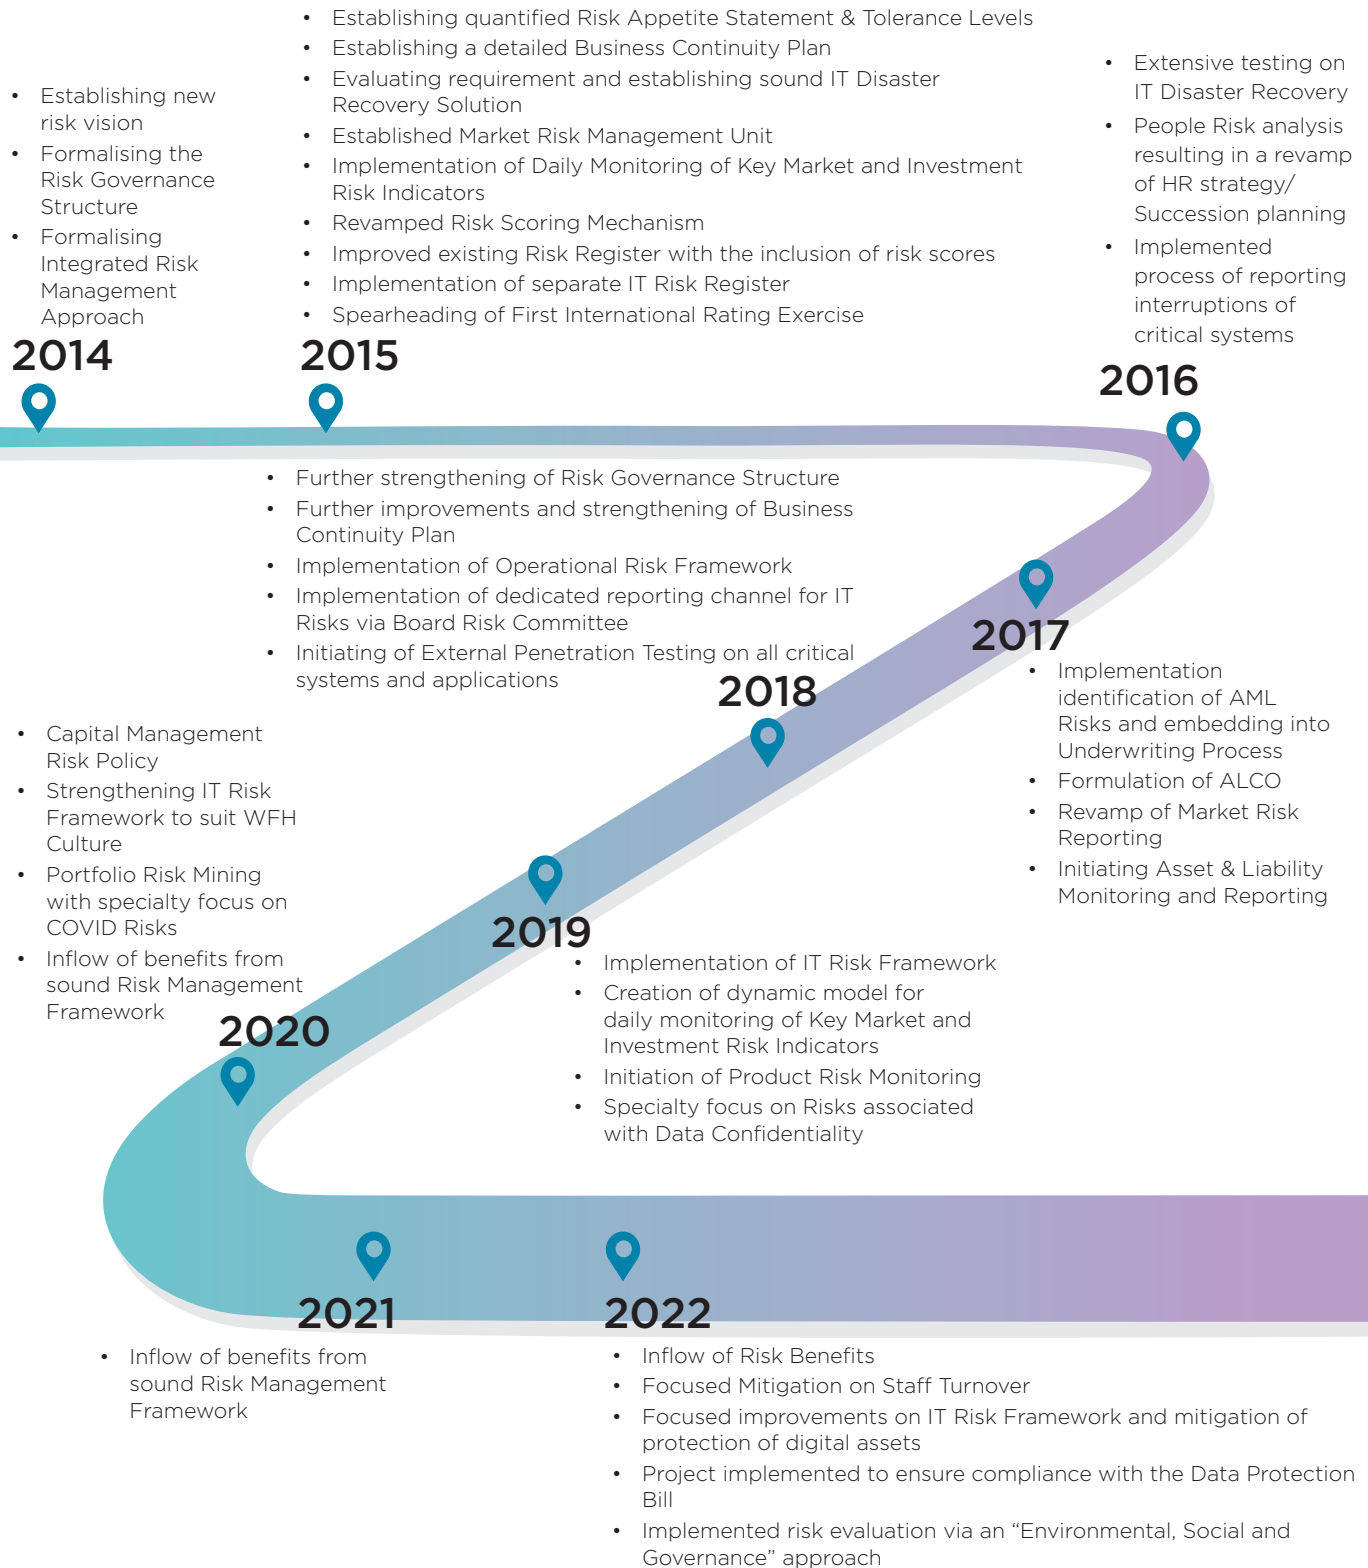 • Establishing new
risk vision
• Formalising the
Risk Governance
Structure
• Formalising
Integrated Risk
Management
Approach
2014
• Establishing quantified Risk Appetite Statement & Tolerance Levels
• Establishing a detailed Business Continuity Plan
• Evaluating requirement and establishing sound IT Disaster
Recovery Solution
• Established Market Risk Management Unit
• Implementation of Daily Monitoring of Key Market and Investment
Risk Indicators
• Revamped Risk Scoring Mechanism
• Improved existing Risk Register with the inclusion of risk scores
• Implementation of separate IT Risk Register
• Spearheading of First International Rating Exercise
2015
• Extensive testing on
IT Disaster Recovery
• People Risk analysis
resulting in a revamp
of HR strategy/
Succession planning
• Implemented
process of reporting
interruptions of
critical systems
2016
2017
• Implementation
identification of AML
Risks and embedding into
Underwriting Process
• Formulation of ALCO
• Revamp of Market Risk
Reporting
• Initiating Asset & Liability
Monitoring and Reporting
• Further strengthening of Risk Governance Structure
• Further improvements and strengthening of Business
Continuity Plan
• Implementation of Operational Risk Framework
• Implementation of dedicated reporting channel for IT
Risks via Board Risk Committee
• Initiating of External Penetration Testing on all critical
systems and applications
2018
2019
• Implementation of IT Risk Framework
• Creation of dynamic model for
daily monitoring of Key Market and
Investment Risk Indicators
• Initiation of Product Risk Monitoring
• Specialty focus on Risks associated
with Data Confidentiality
• Capital Management
Risk Policy
• Strengthening IT Risk
Framework to suit WFH
Culture
• Portfolio Risk Mining
with specialty focus on
COVID Risks
• Inflow of benefits from
sound Risk Management
Framework
2020
2021
• Inflow of benefits from
sound Risk Management
Framework
2022
• Inflow of Risk Benefits
• Focused Mitigation on Staff Turnover
• Focused improvements on IT Risk Framework and mitigation of
protection of digital assets
• Project implemented to ensure compliance with the Data Protection
Bill
• Implemented risk evaluation via an “Environmental, Social and
Governance” approach